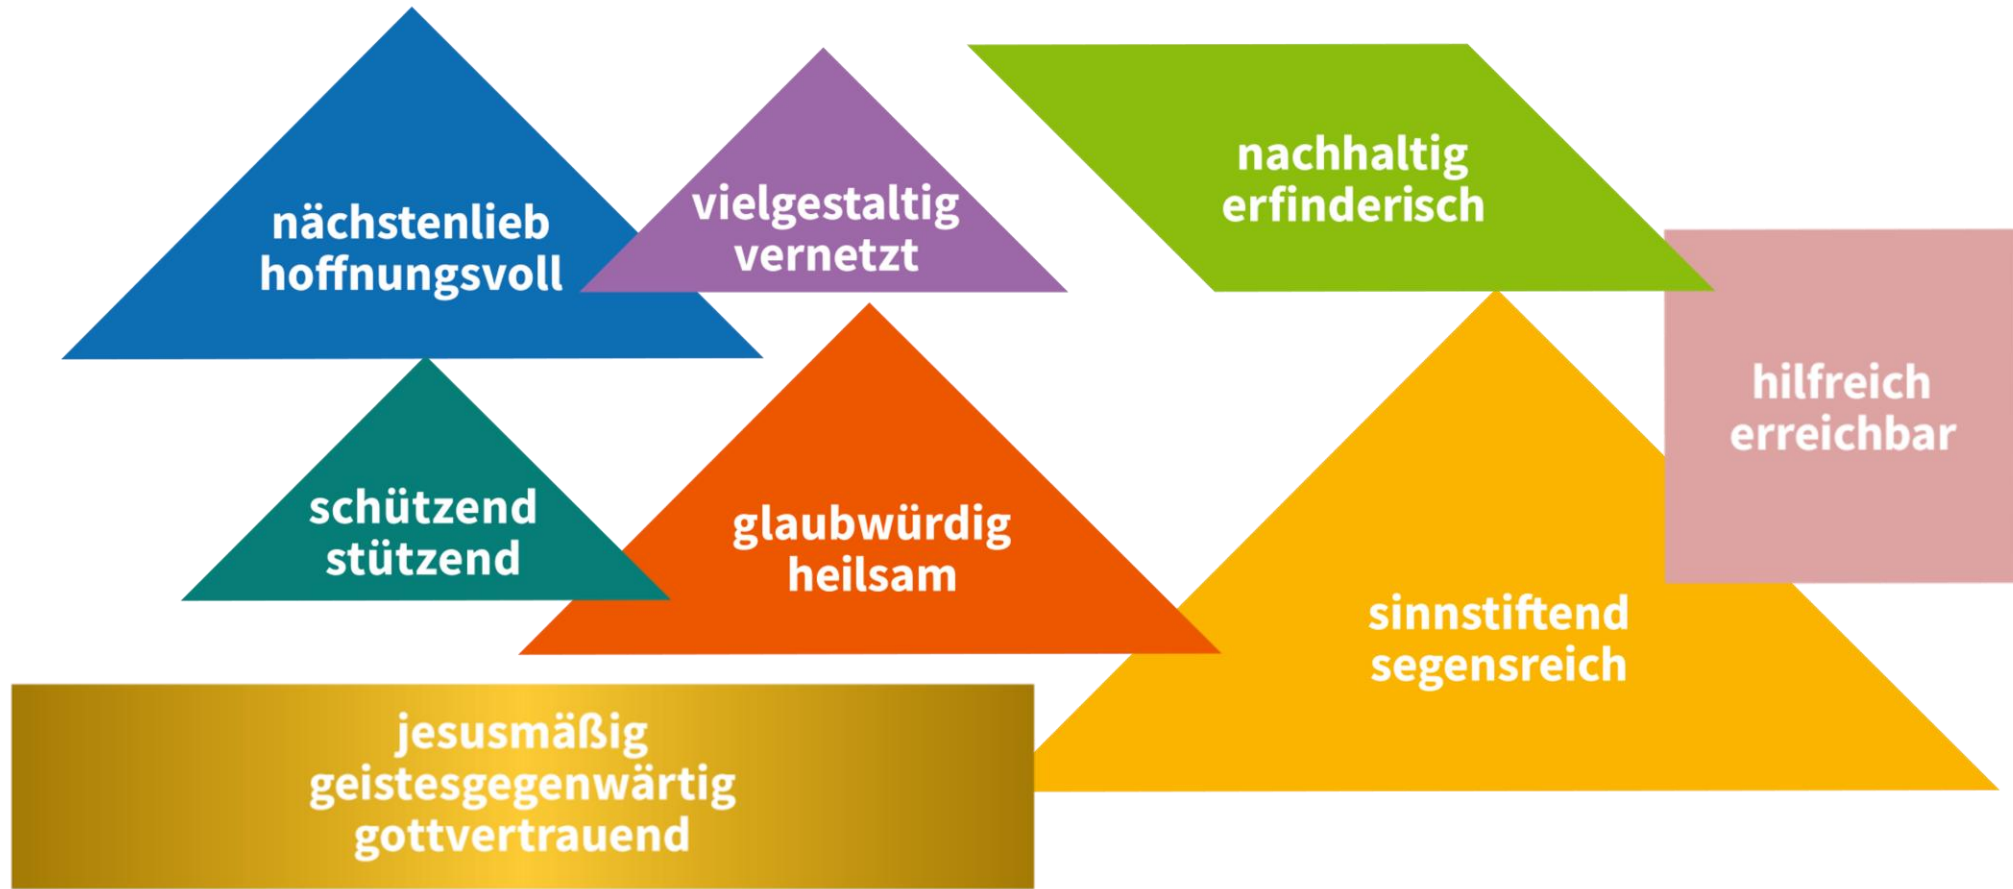 nächstenlieb
hoffnungsvoll
vielgestaltig
vernetzt
nachhaltig
erfinderisch
hilfreich
erreichbar
schützend
stützend
glaubwürdig
heilsam
sinnstiftend
segensreich
jesusmäßig
geistesgegenwärtig
gottvertrauend